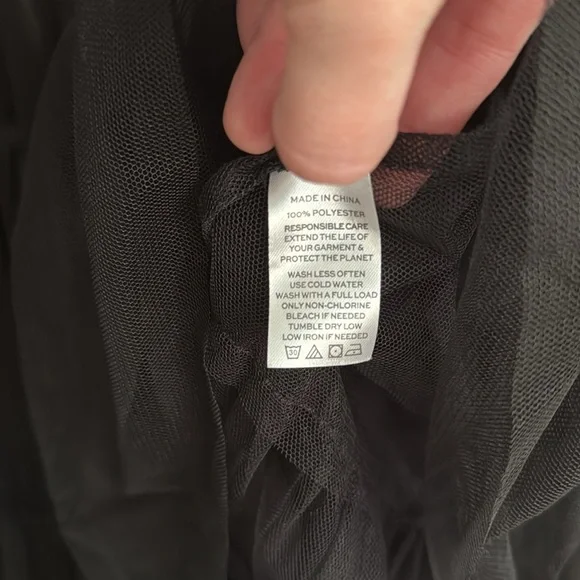 MADE IN CHINA
100% POLYESTER
RESPONSIBLE CARE
EXTEND THE LIFE OF
YOUR GARMENT &
PROTECT THE PLANET
WASH LESS OFTEN
USE COLD WATER
WASH WITH A FULL LOAD
ONLY NON-CHLORINE
BLEACH IF NEEDED
TUMBLE DRY LOW
LOW IRON IF NEEDED
30